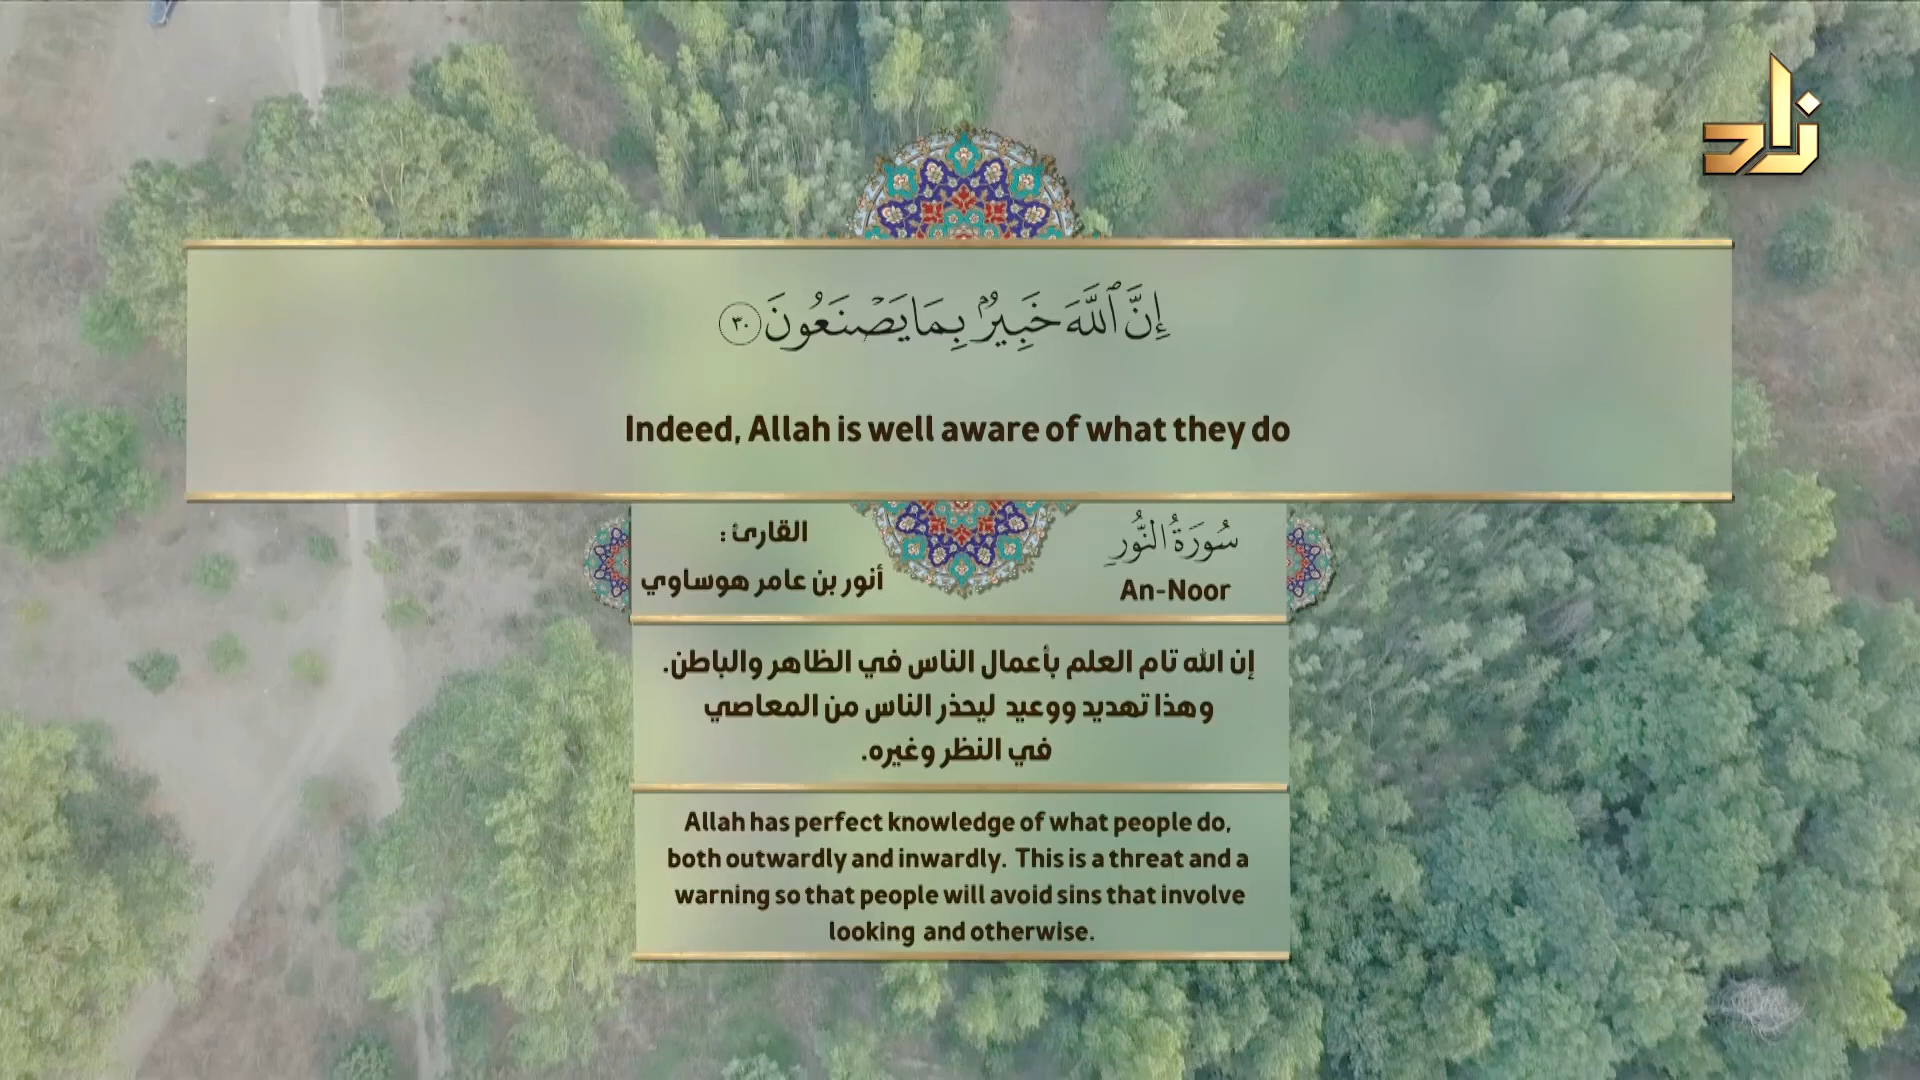 زاد
إِنَّ ٱللَّهَ خَبِيرٌۢ بِمَا يَصۡنَعُونَ ٣٠
Indeed, Allah is well aware of what they do
سُورَةُ النُّورِ
An-Noor
القارئ :
أنور بن عامر هوساوي
إن الله تام العلم بأعمال الناس في الظاهر والباطن.
وهذا تهديد ووعيد ليحذر الناس من المعاصي
في النظر وغيره.
Allah has perfect knowledge of what people do,
both outwardly and inwardly. This is a threat and a
warning so that people will avoid sins that involve
looking and otherwise.